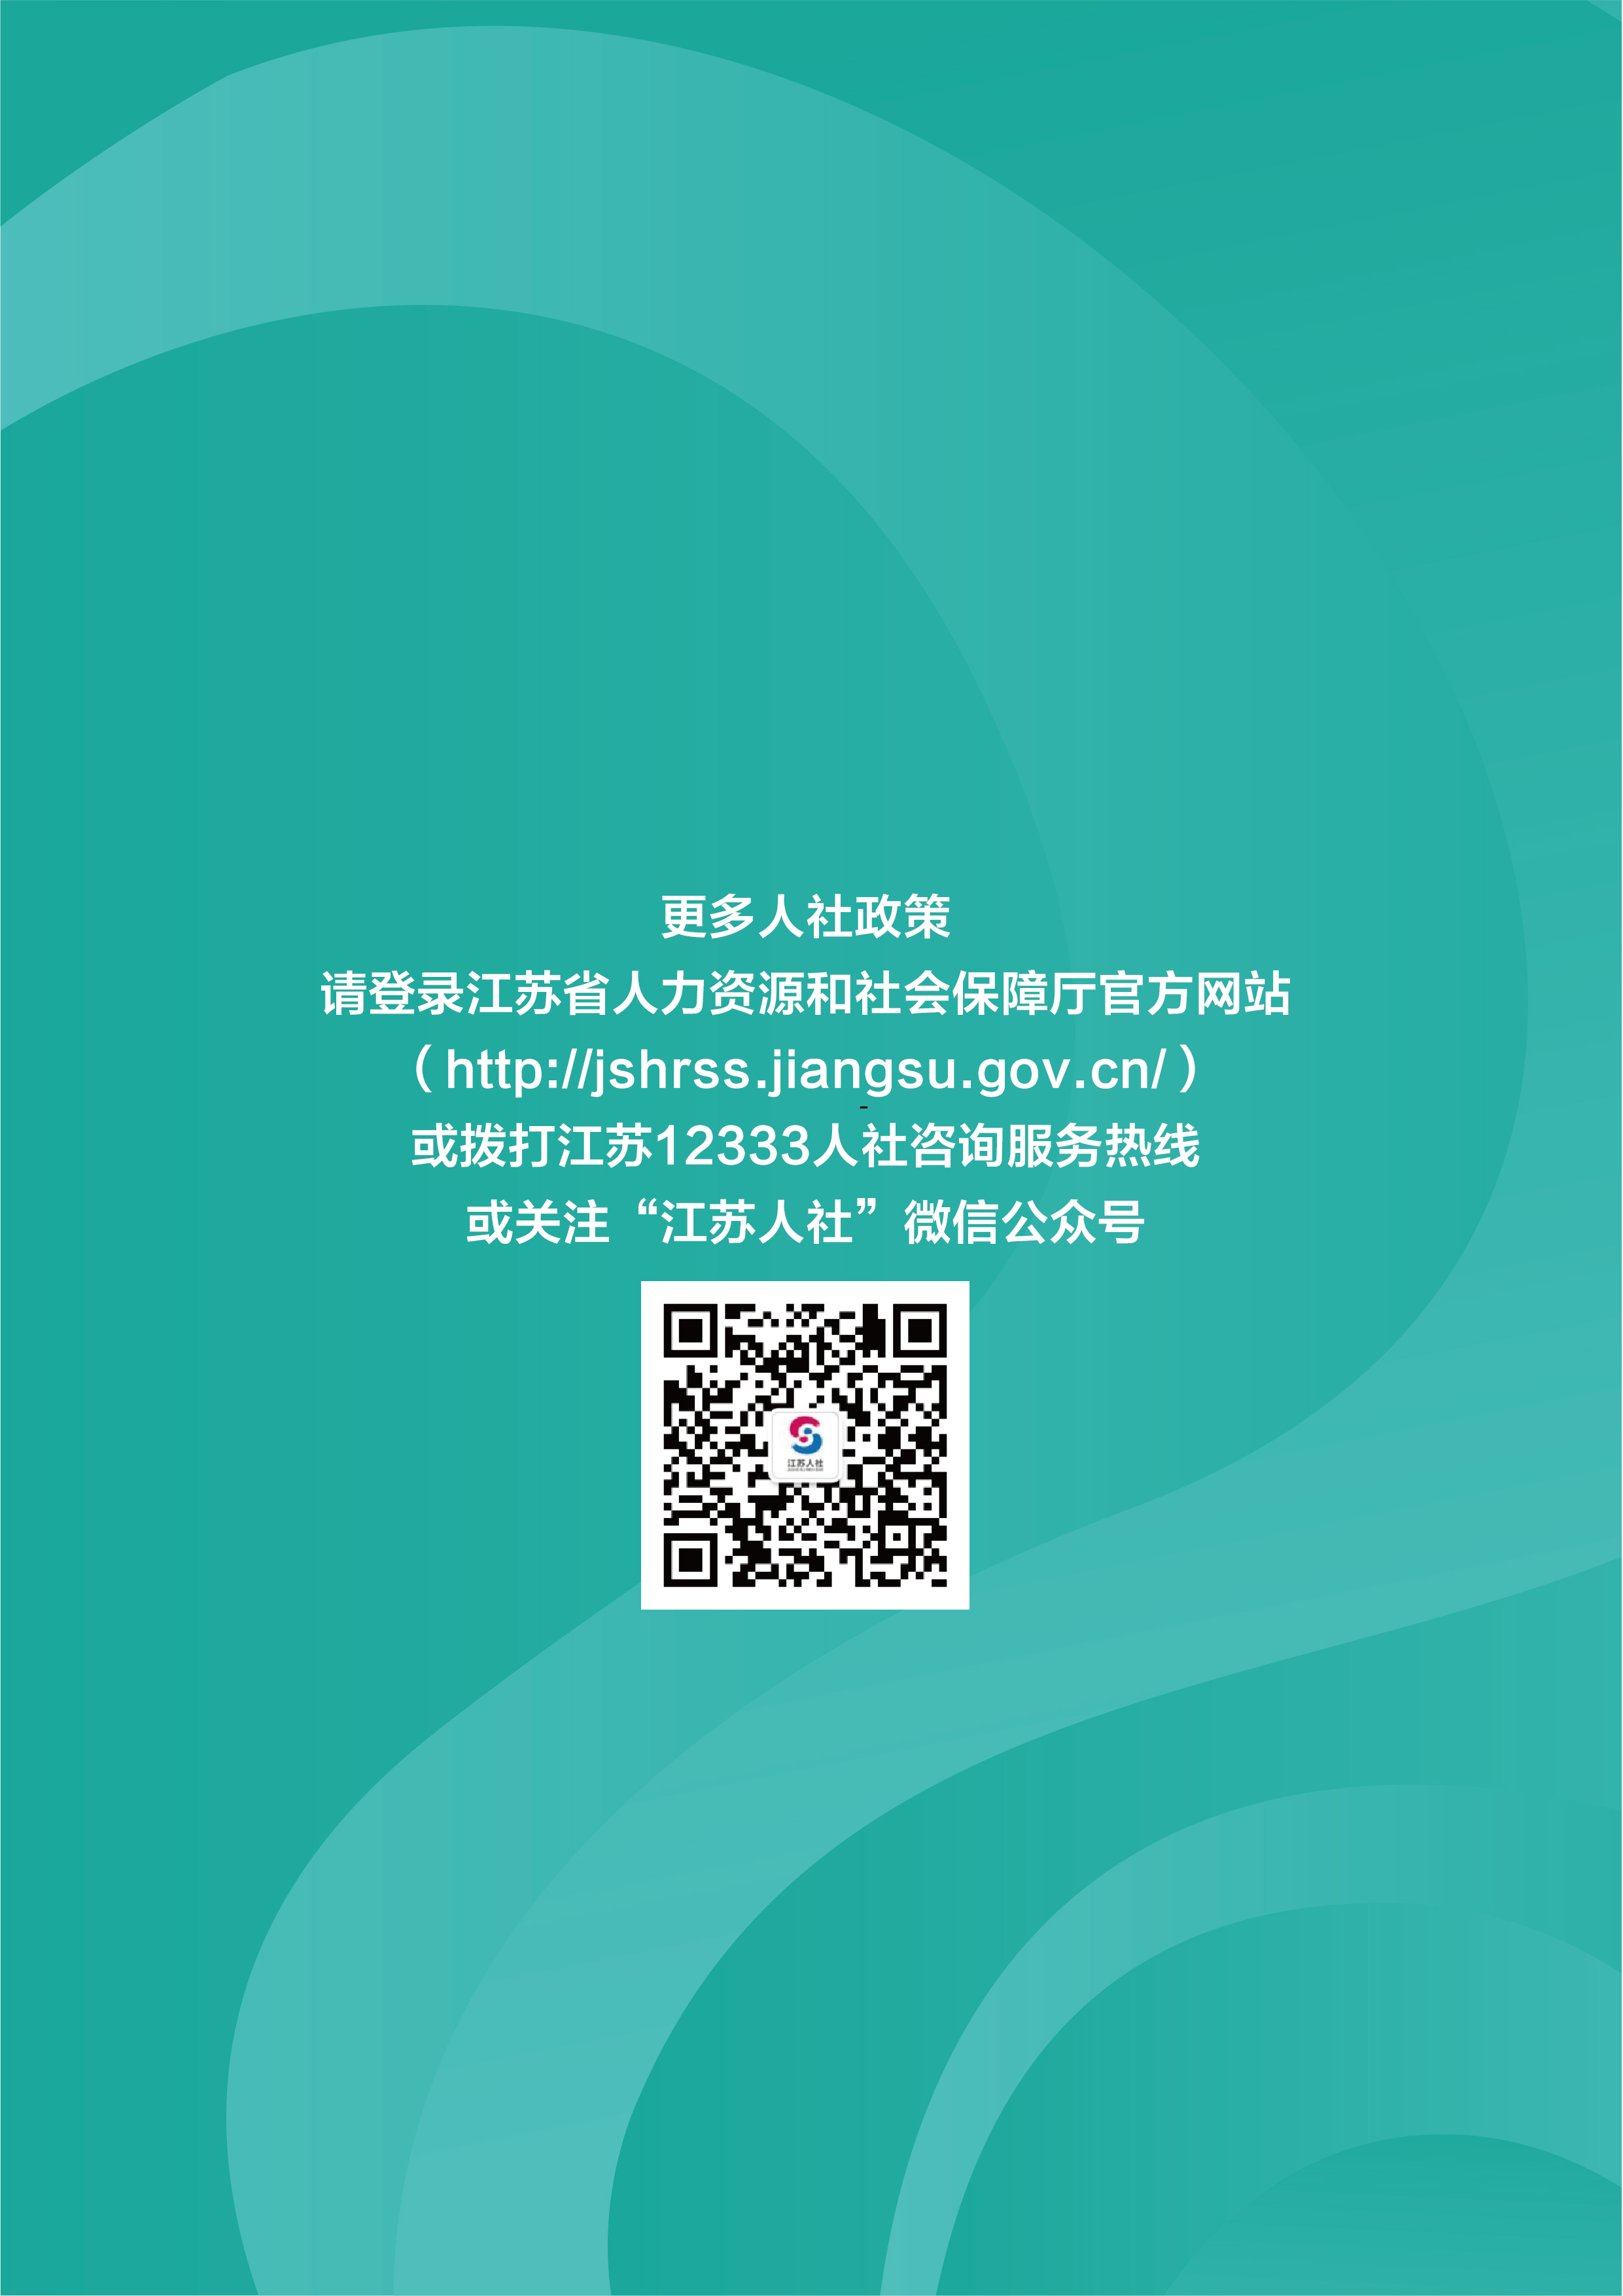 更多人社政策
请登录江苏省人力资源和社会保障厅官方网站
（http://jshrss.jiangsu.gov.cn/）
或拨打江苏12333人社咨询服务热线
或关注“江苏人社”微信公众号
江苏人社